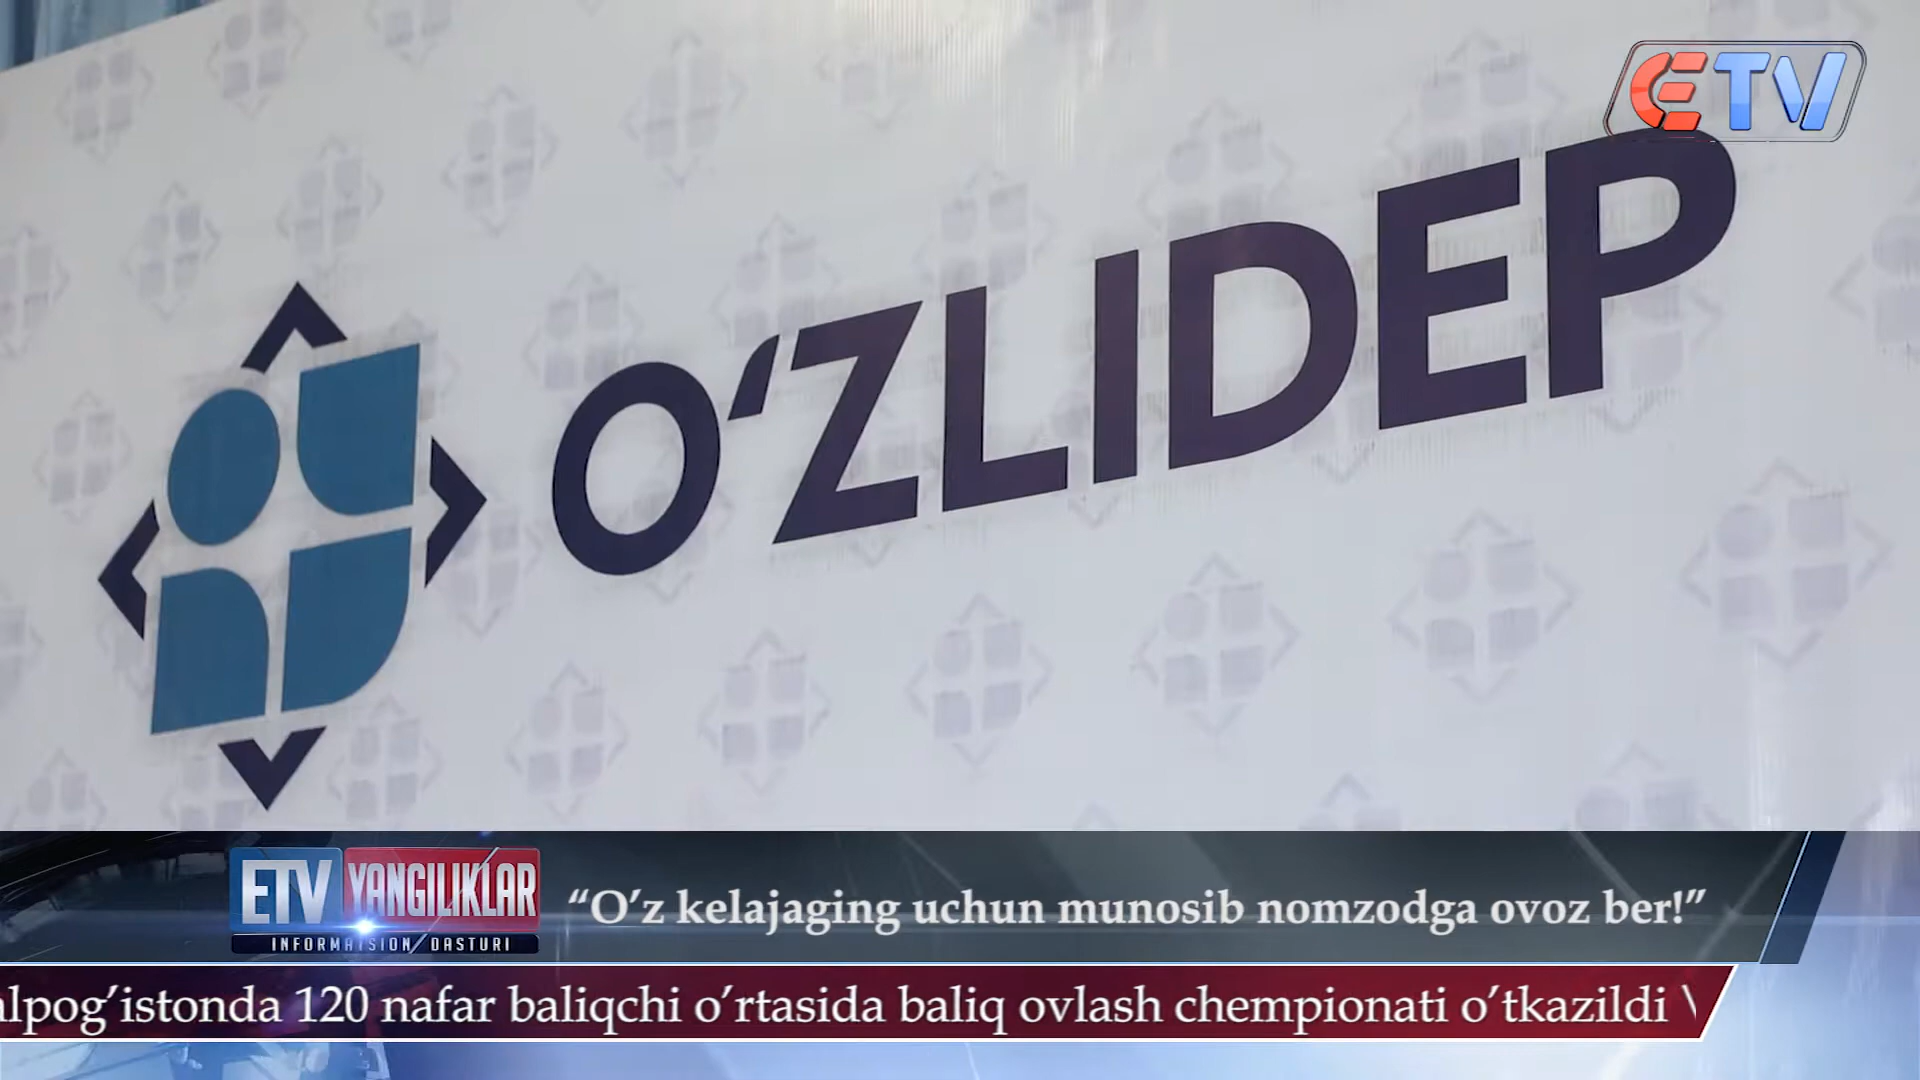 ETV
O‘ZLIDEP
ETV YANGILIKLAR
INFORMATSION DASTURI
“O’z kelajaging uchun munosib nomzodga ovoz ber!”
alpog’istonda 120 nafar baliqchi o’rtasida baliq ovlash chempionati o’tkazildi \